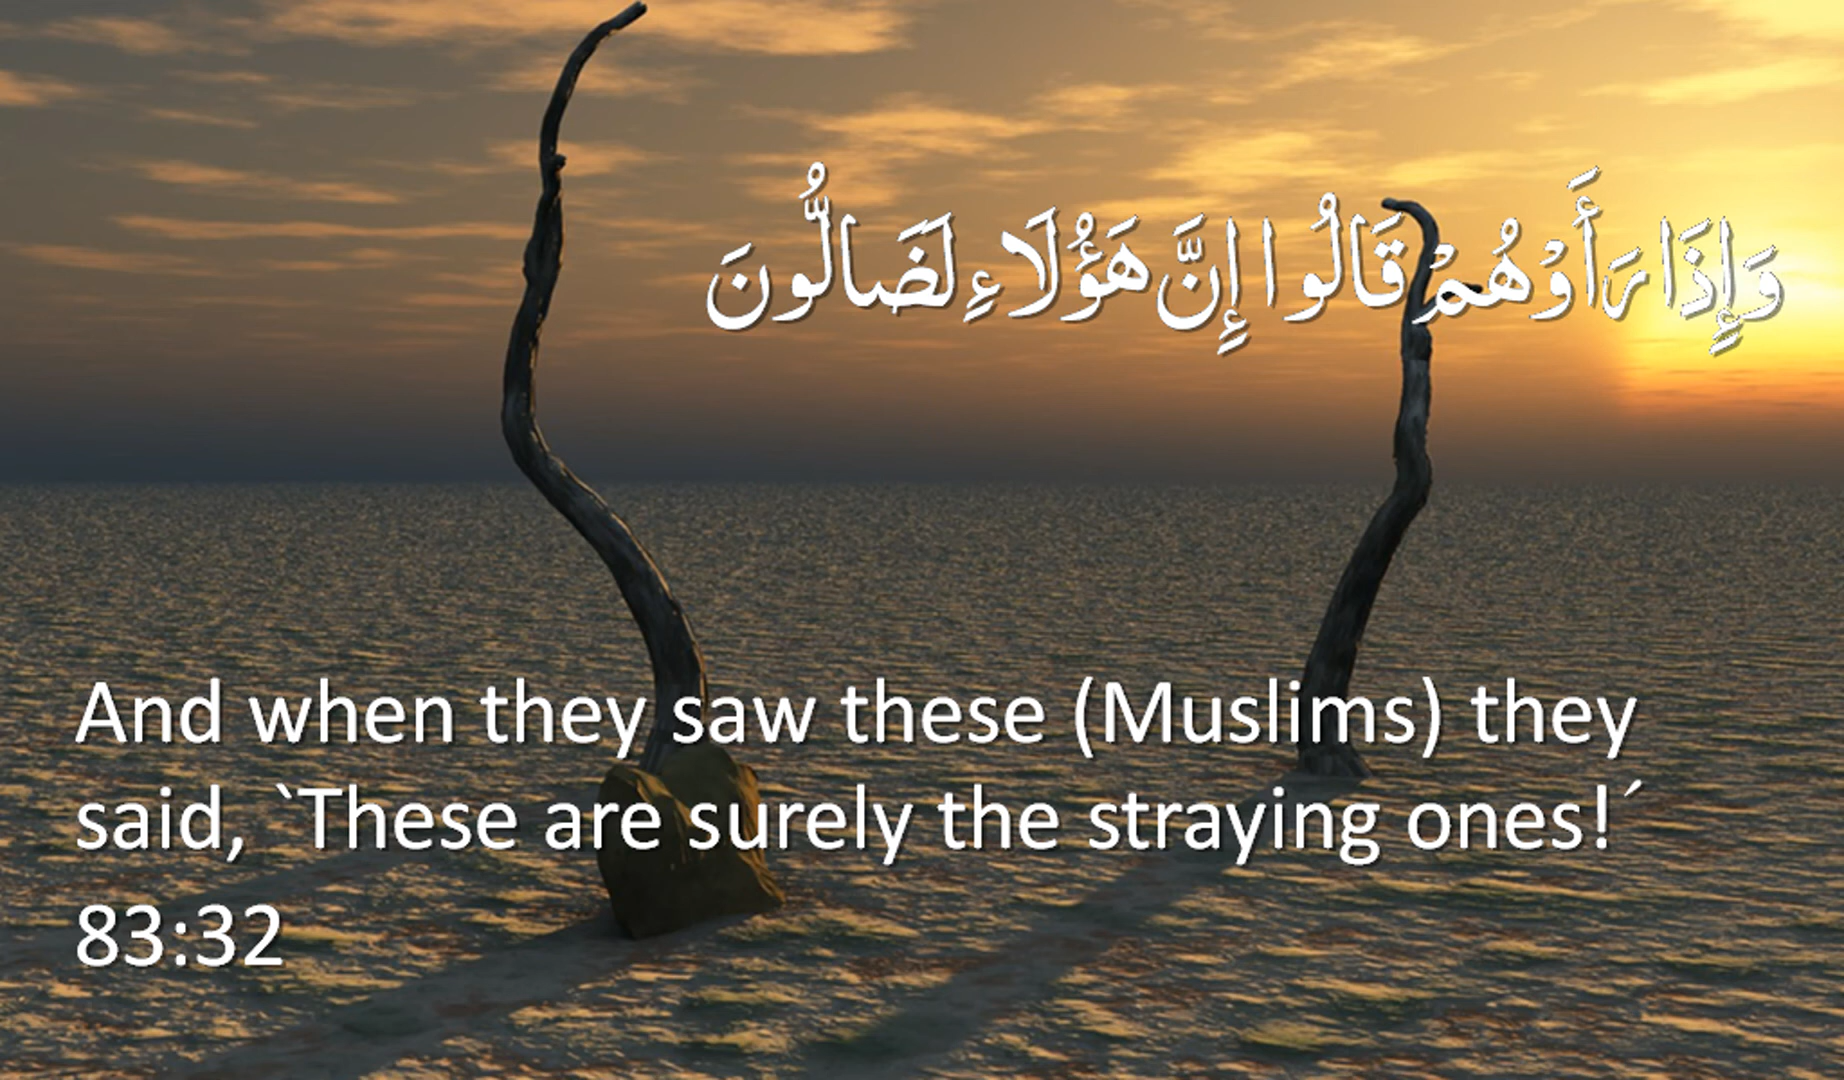 وَإِذَا رَأَوْهُمْ قَالُوا إِنَّ هَؤُلَاءِ لَضَالُّونَ
And when they saw these (Muslims) they
said, `These are surely the straying ones!´
83:32